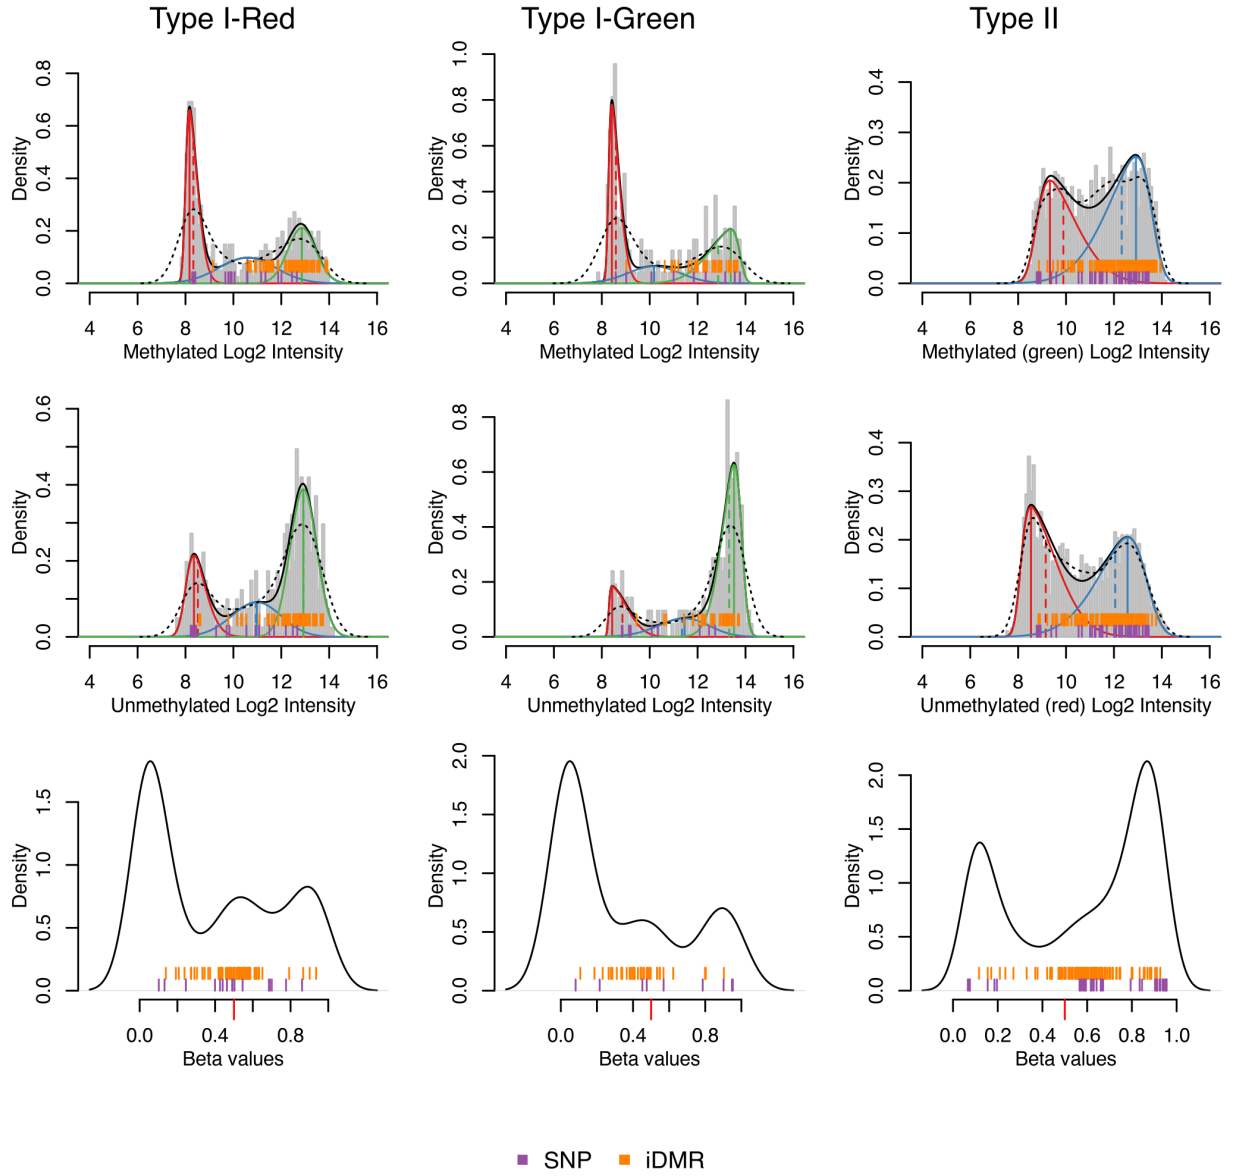 Type I-Red
Type I-Green
Type II
Density
0.0 0.2 0.4 0.6 0.8
4 6 8 10 12 14 16
Methylated Log2 Intensity
Density
0.0 0.2 0.4 0.6 0.8 1.0
4 6 8 10 12 14 16
Methylated Log2 Intensity
Density
0.0 0.1 0.2 0.3 0.4
4 6 8 10 12 14 16
Methylated (green) Log2 Intensity
Density
0.0 0.2 0.4 0.6
4 6 8 10 12 14 16
Unmethylated Log2 Intensity
Density
0.0 0.2 0.4 0.6 0.8
4 6 8 10 12 14 16
Unmethylated Log2 Intensity
Density
0.0 0.1 0.2 0.3 0.4
4 6 8 10 12 14 16
Unmethylated (red) Log2 Intensity
Density
0.0 0.5 1.0 1.5
0.0 0.4 0.8
Beta values
Density
0.0 0.5 1.0 1.5 2.0
0.0 0.4 0.8
Beta values
Density
0.0 0.5 1.0 1.5 2.0
0.0 0.2 0.4 0.6 0.8 1.0
Beta values
SNP
iDMR